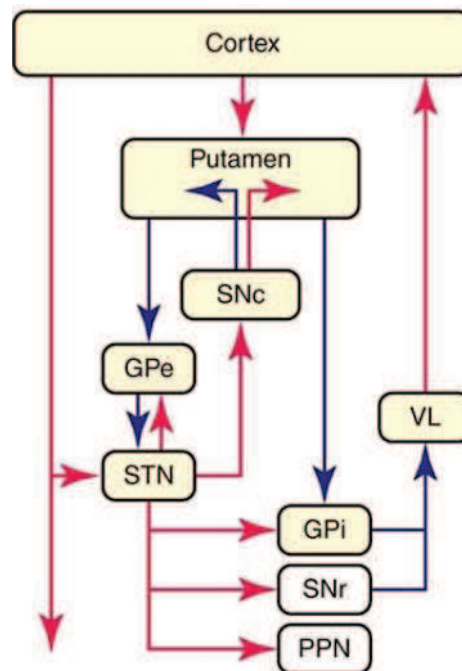 Cortex
Putamen
SNc
GPe
VL
STN
GPi
SNr
PPN